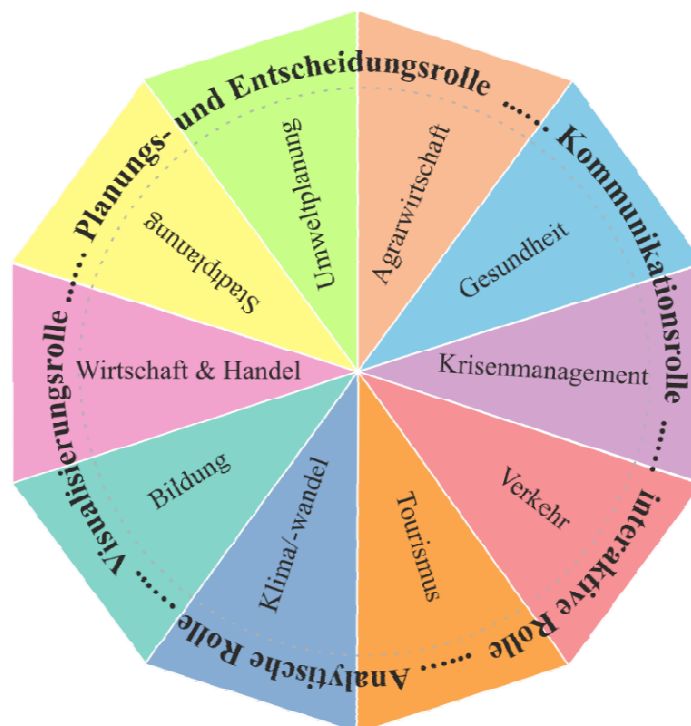 Planungs- und Entscheidungsrolle ......
Kommunikationsrolle ......
interaktive Rolle ......
Analytische Rolle ......
Visualisierungsrolle ......
Umweltplanung
Agrarwirtschaft
Gesundheit
Krisenmanagement
Verkehr
Tourismus
Klima/-wandel
Bildung
Wirtschaft & Handel
Stadtplanung